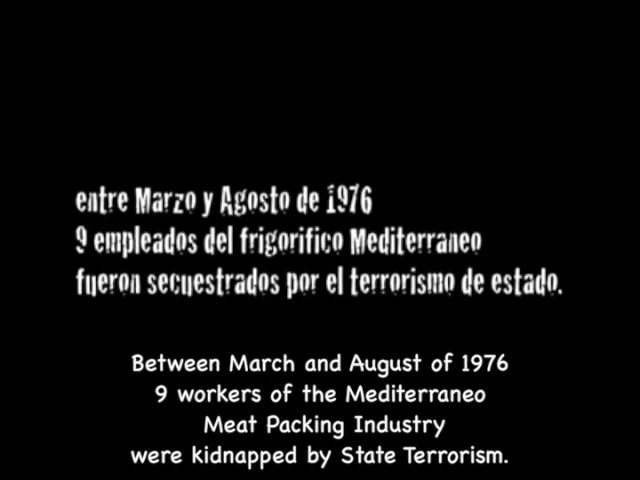 entre Marzo y Agosto de 1976
9 empleados del frigorifico Mediterraneo
fueron secuestrados por el terrorismo de estado.
Between March and August of 1976
9 workers of the Mediterraneo
Meat Packing Industry
were kidnapped by State Terrorism.